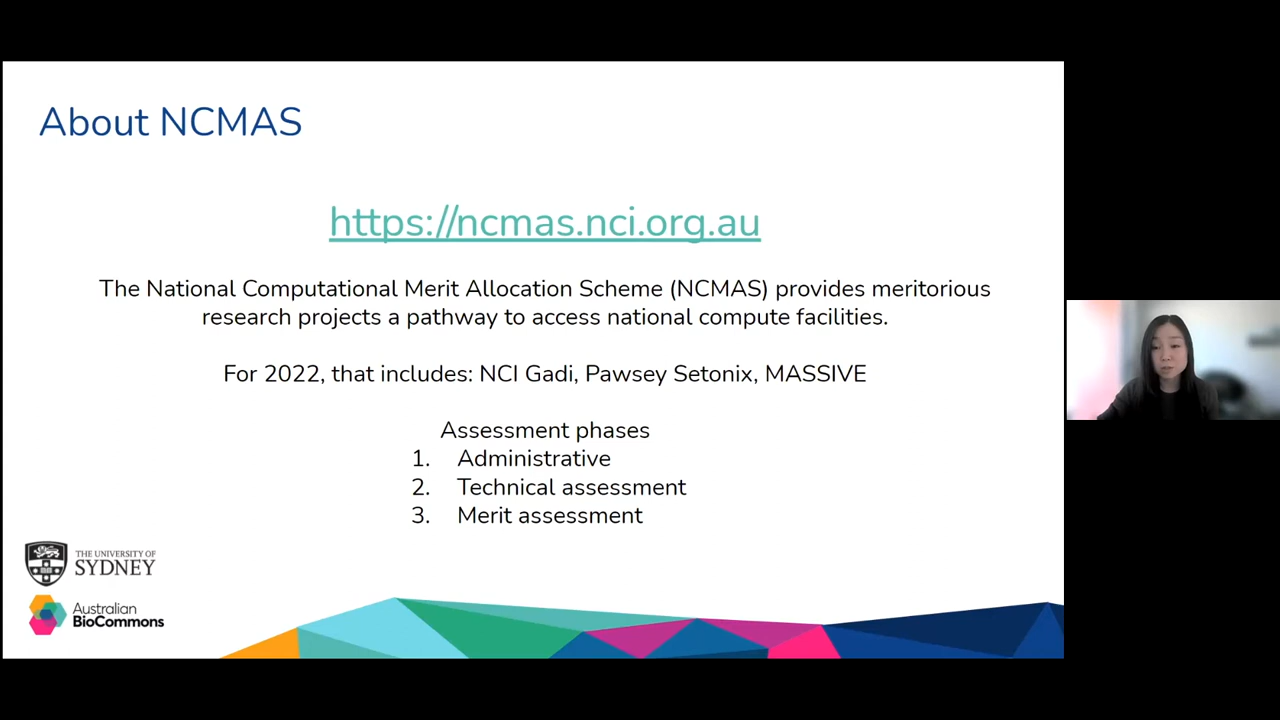 About NCMAS
https://ncmas.nci.org.au
The National Computational Merit Allocation Scheme (NCMAS) provides meritorious
research projects a pathway to access national compute facilities.
For 2022, that includes: NCI Gadi, Pawsey Setonix, MASSIVE
Assessment phases
1. Administrative
2. Technical assessment
3. Merit assessment
THE UNIVERSITY OF
SYDNEY
Australian
BioCommons